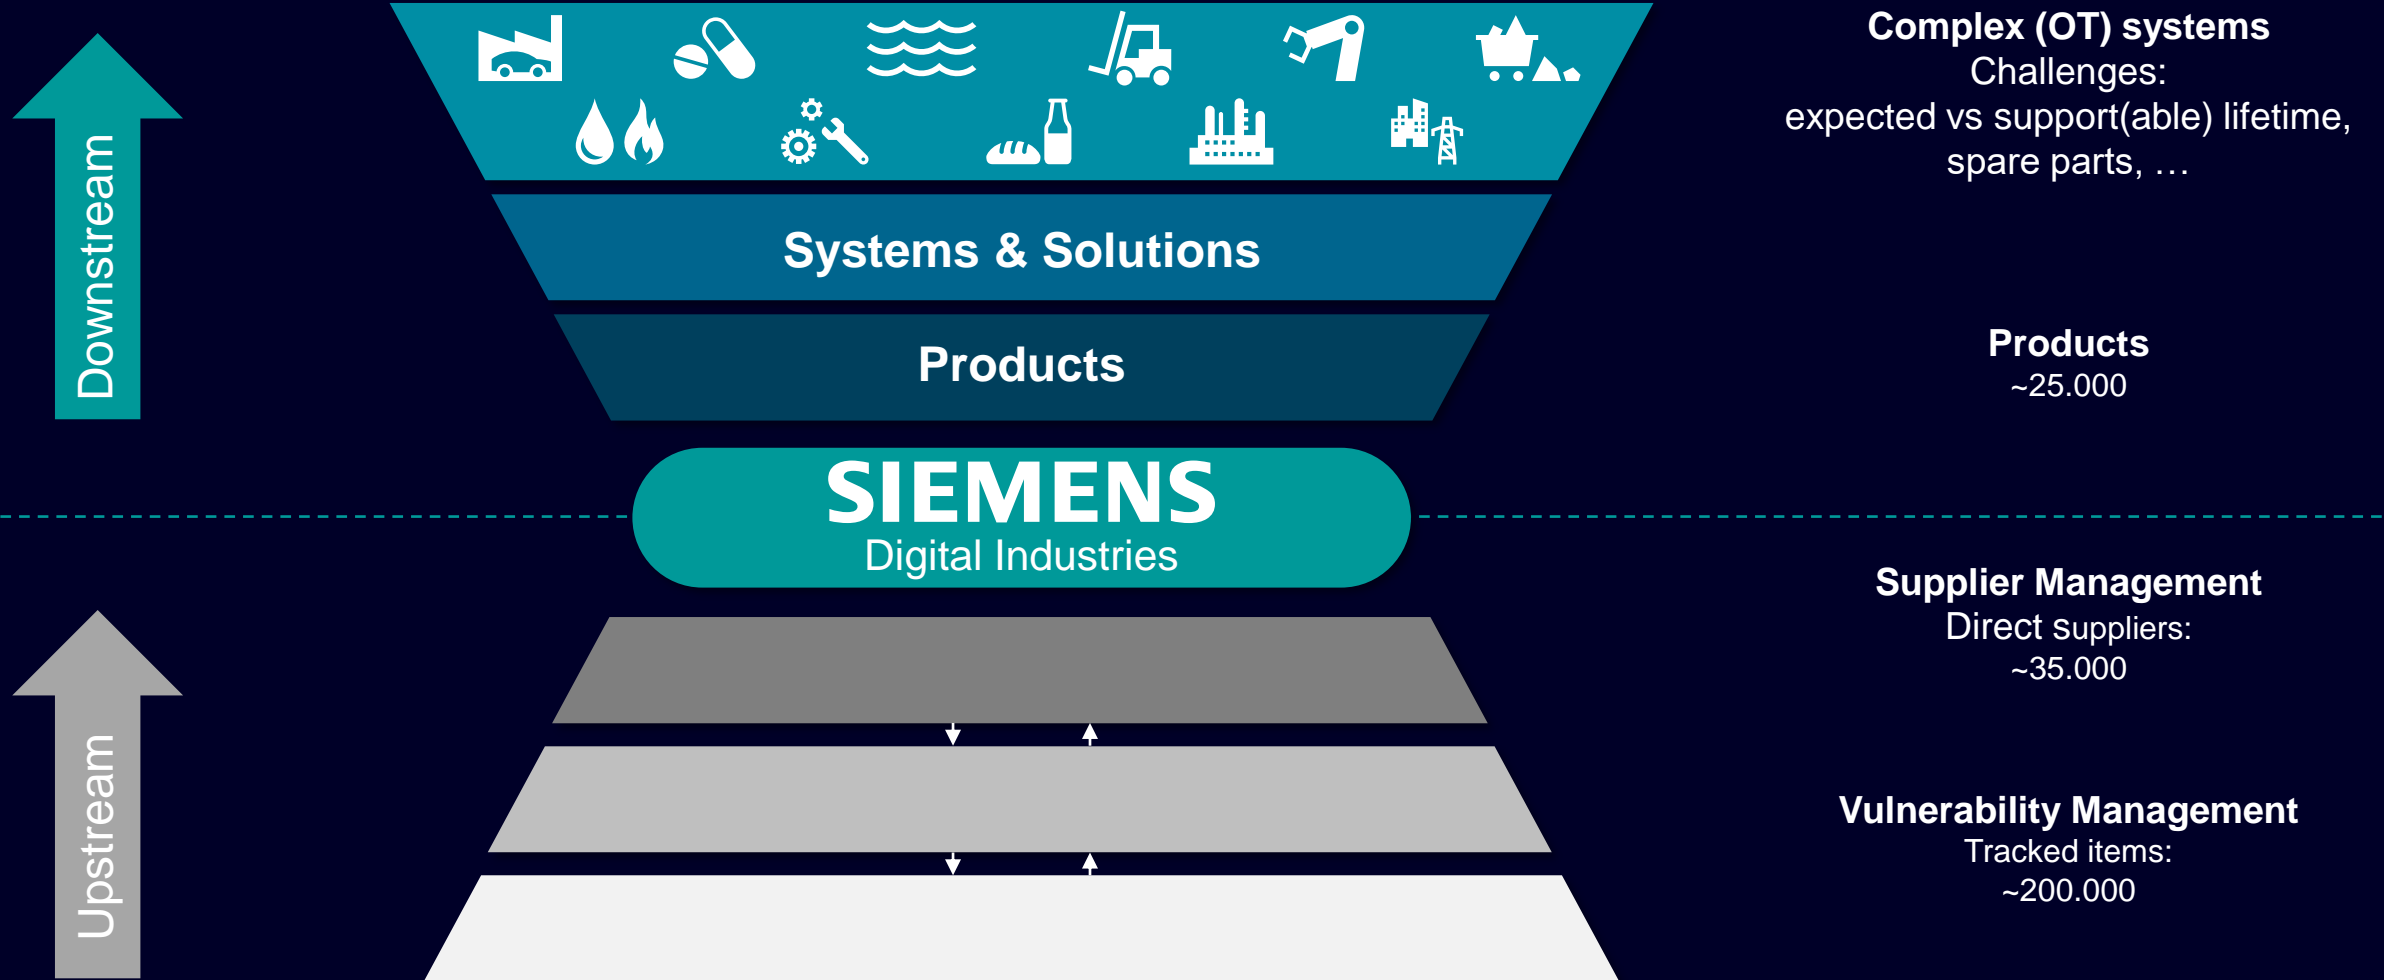 Complex (OT) systems
Challenges:
expected vs support(able) lifetime,
spare parts, …
Downstream
Systems & Solutions
Products
Products
~25.000
SIEMENS
Digital Industries
Supplier Management
Direct suppliers:
~35.000
Upstream
Vulnerability Management
Tracked items:
~200.000